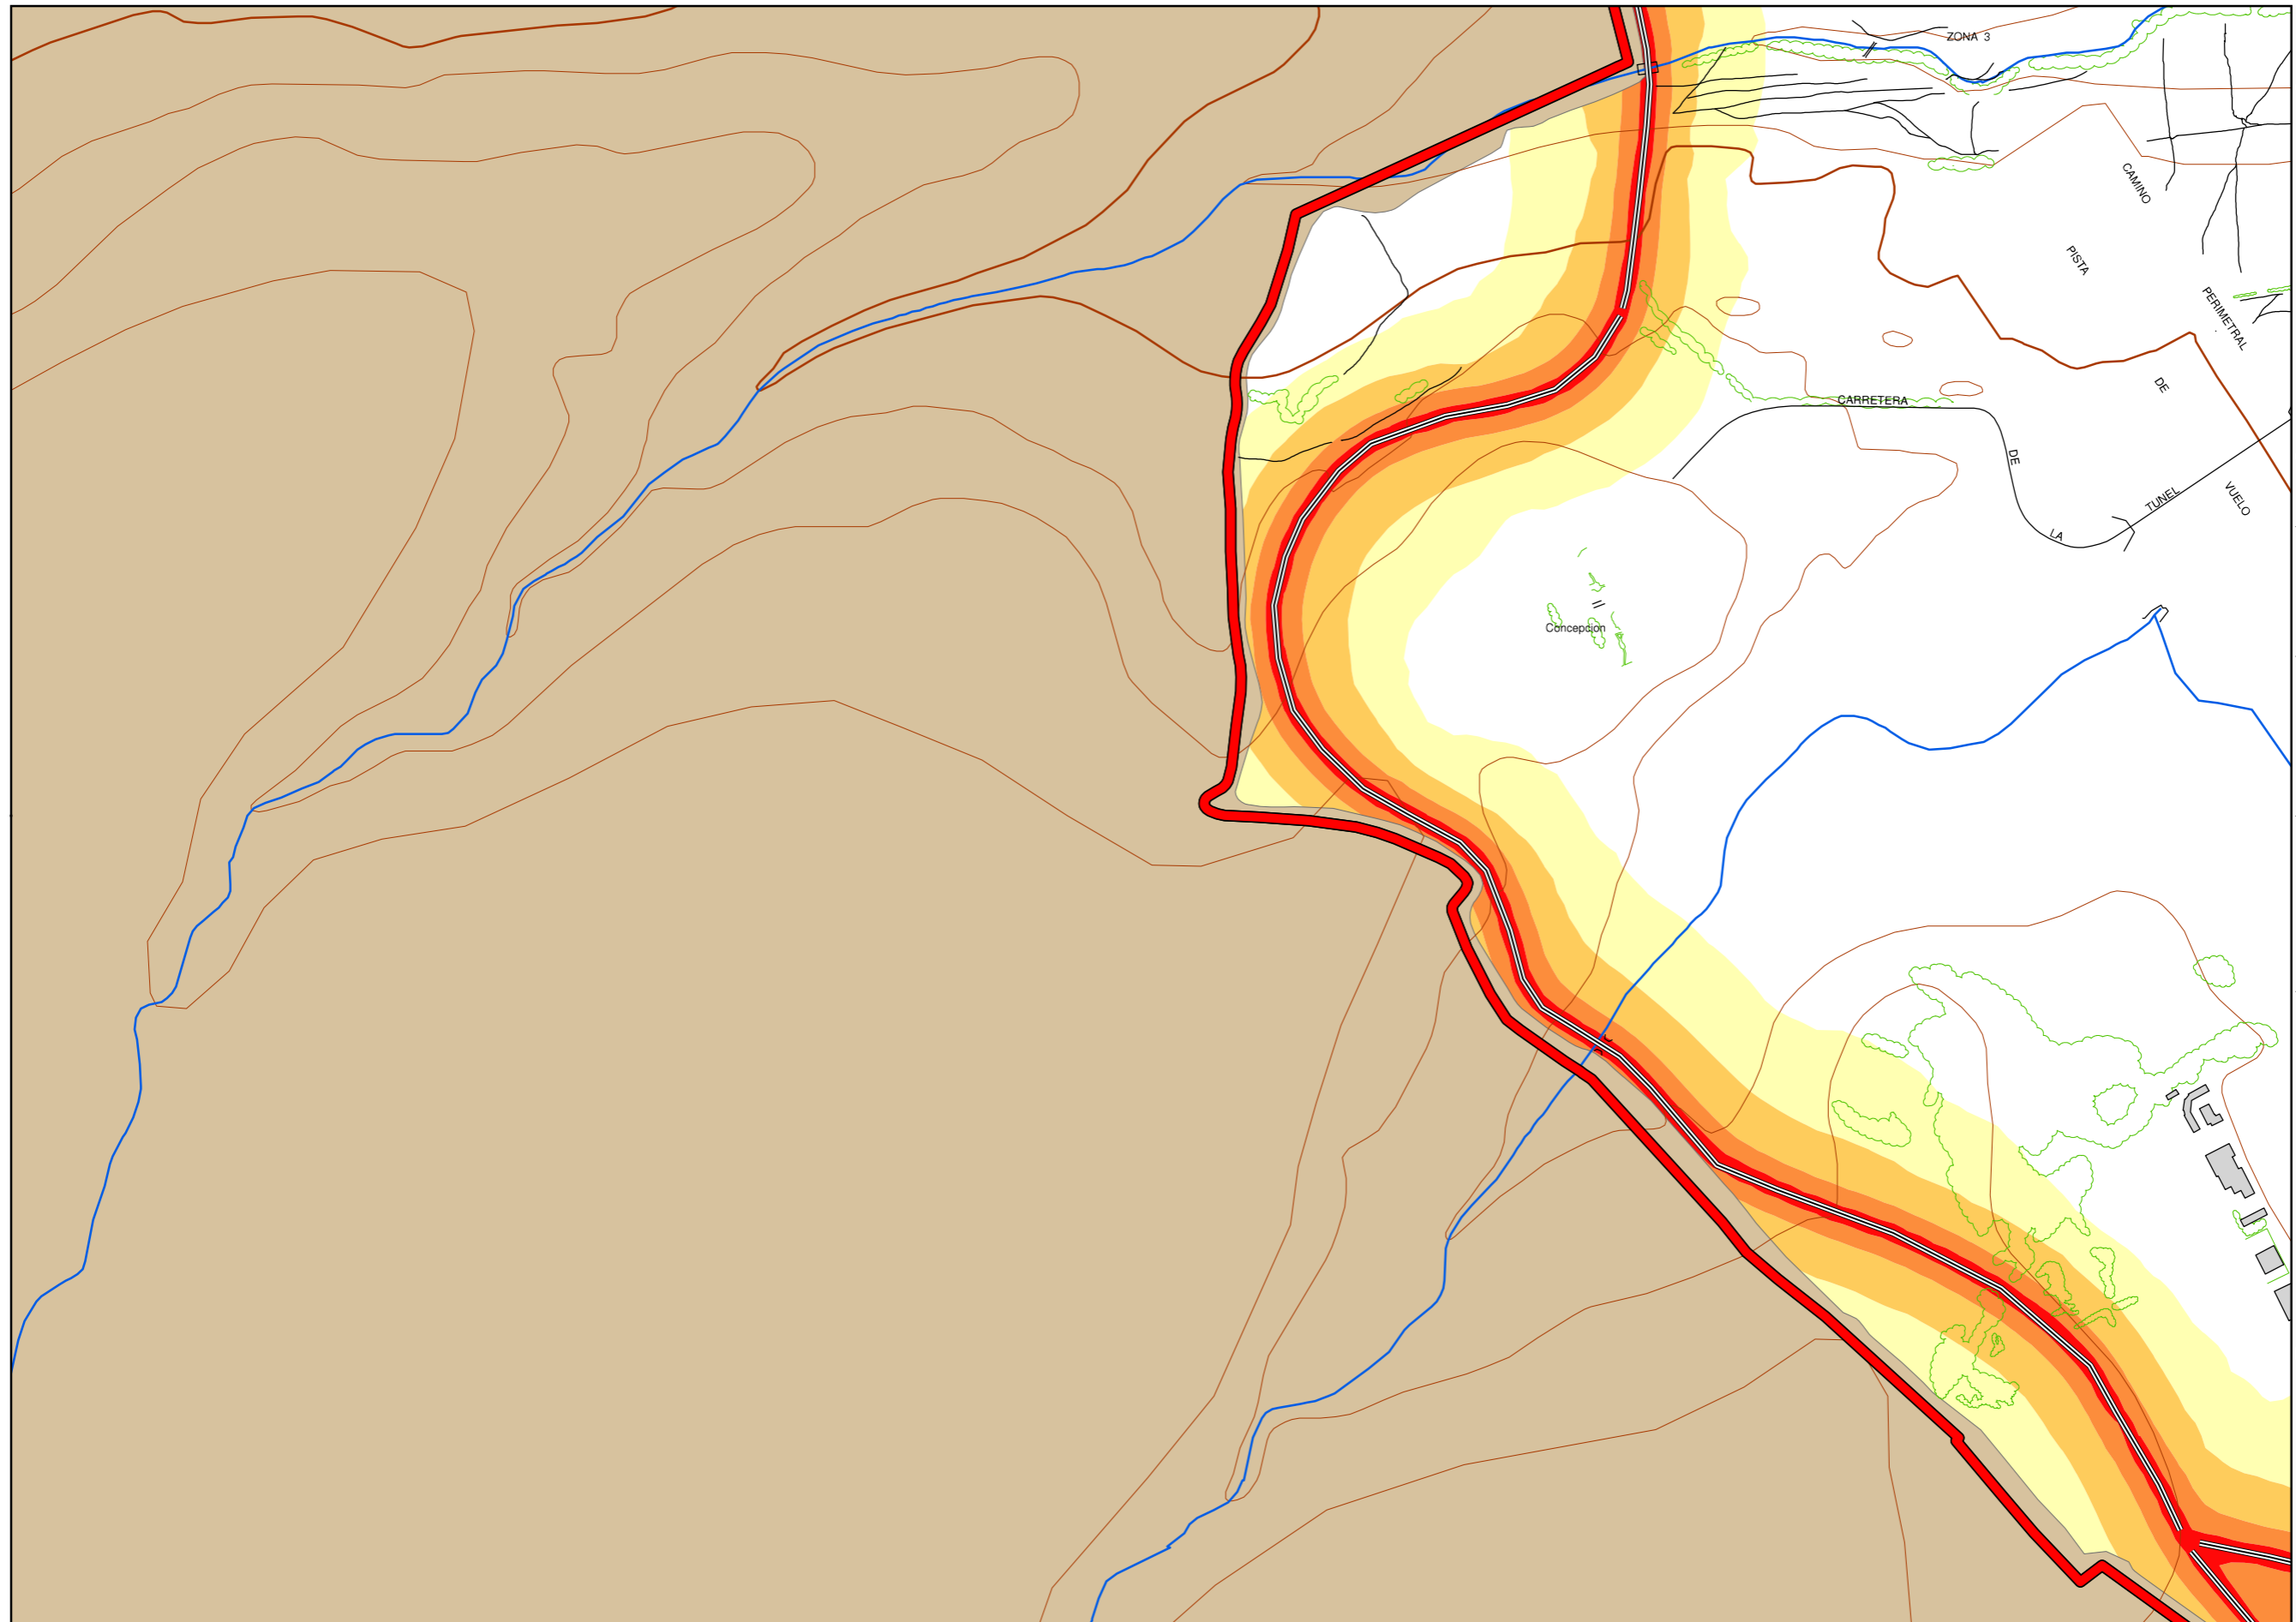 ZONA 3
CAMINO
PISTA
PERIMETRAL
DE
VUELO
CARRETERA
DE
LA
TUNEL
Concepcion